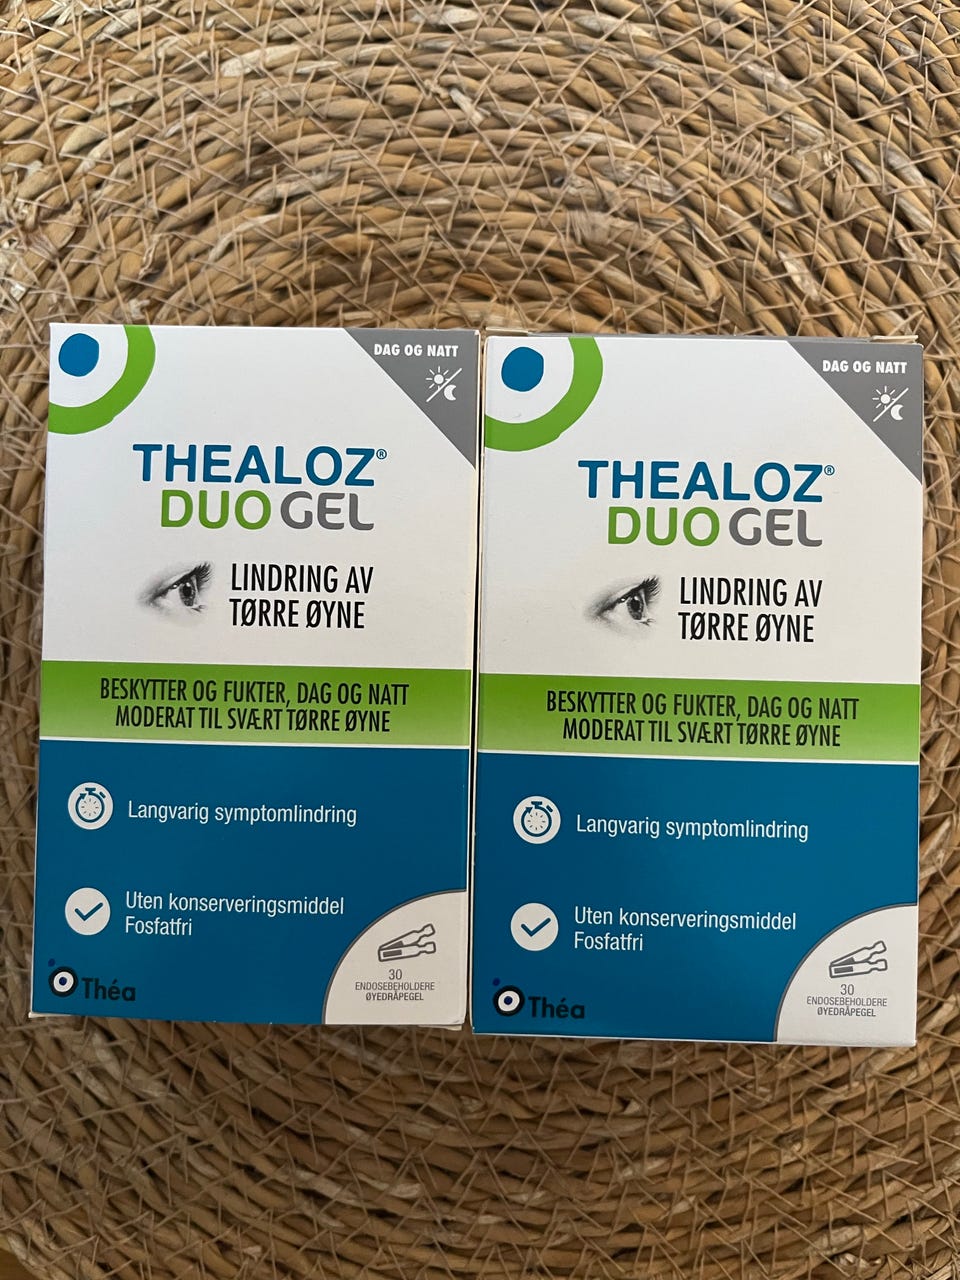 DAG OG NATT
THEALOZ®
DUO GEL
LINDRING AV
TØRRE ØYNE
BESKYTTER OG FUKTER, DAG OG NATT
MODERAT TIL SVÆRT TØRRE ØYNE
Langvarig symptomlindring
Uten konserveringsmiddel
Fosfatfri
30
ENDOSEBEHOLDERE
ØYEDRÅPEGEL
Théa
DAG OG NATT
THEALOZ®
DUO GEL
LINDRING AV
TØRRE ØYNE
BESKYTTER OG FUKTER, DAG OG NATT
MODERAT TIL SVÆRT TØRRE ØYNE
Langvarig symptomlindring
Uten konserveringsmiddel
Fosfatfri
30
ENDOSEBEHOLDERE
ØYEDRÅPEGEL
Théa